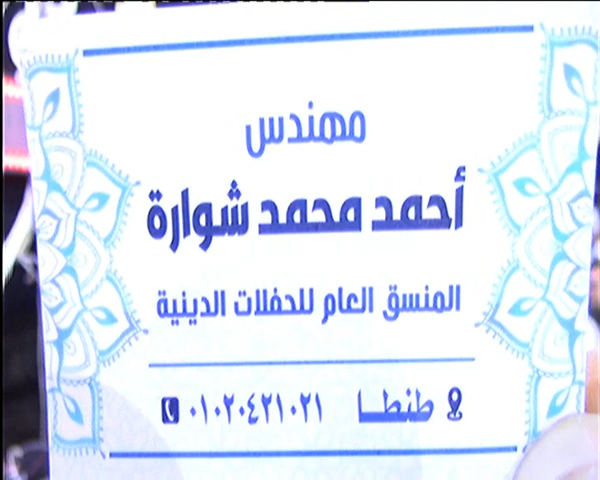 مهندس
أحمد محمد شوارة
المنسق العام للحفلات الدينية
طنطا ٠١٠٢٠٤٢١٠٢١